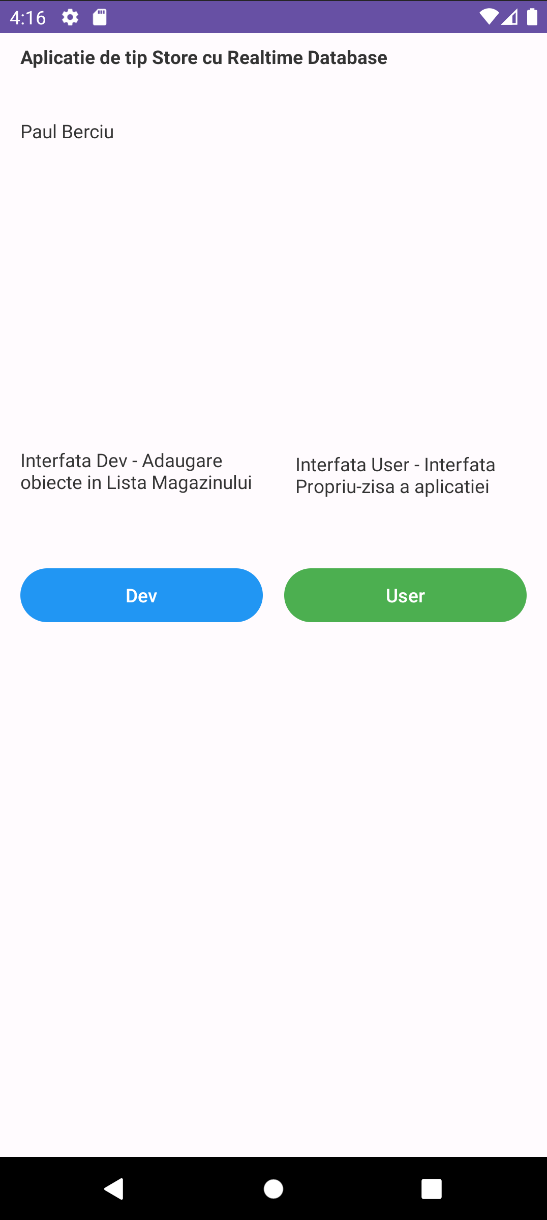 4:16
Aplicatie de tip Store cu Realtime Database
Paul Berciu
Interfata Dev - Adaugare
obiecte in Lista Magazinului
Interfata User - Interfata
Propriu-zisa a aplicatiei
Dev
User